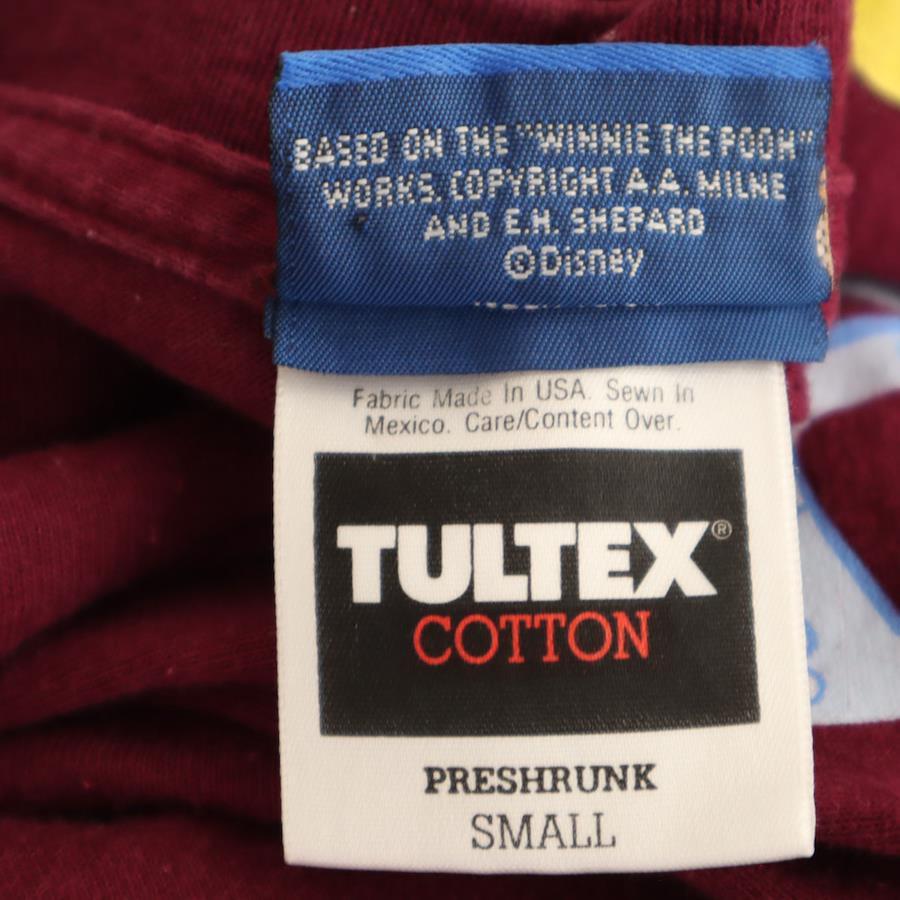 BASED ON THE "WINNIE THE POOH"
WORKS, COPYRIGHT A.A. MILNE
AND E.H. SHEPARD
©Disney
Fabric Made In USA. Sewn In
Mexico. Care/Content Over.
TULTEX®
COTTON
PRESHRUNK
SMALL